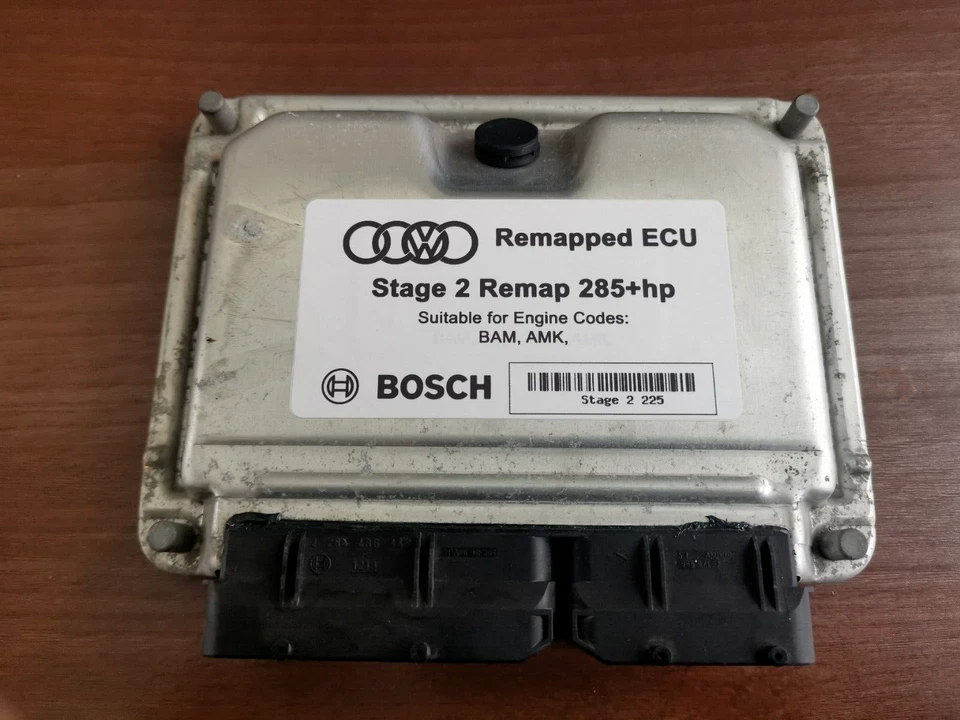 Remapped ECU
Stage 2 Remap 285+hp
Suitable for Engine Codes:
BAM, AMK,
BOSCH
Stage 2 225